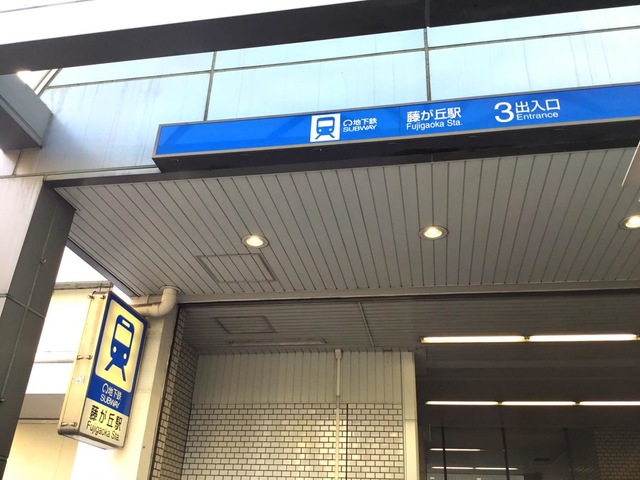 地下鉄
SUBWAY
藤が丘駅
Fujigaoka Sta.
3 出入口
Entrance
地下鉄
SUBWAY
藤が丘駅
Fujigaoka Sta.